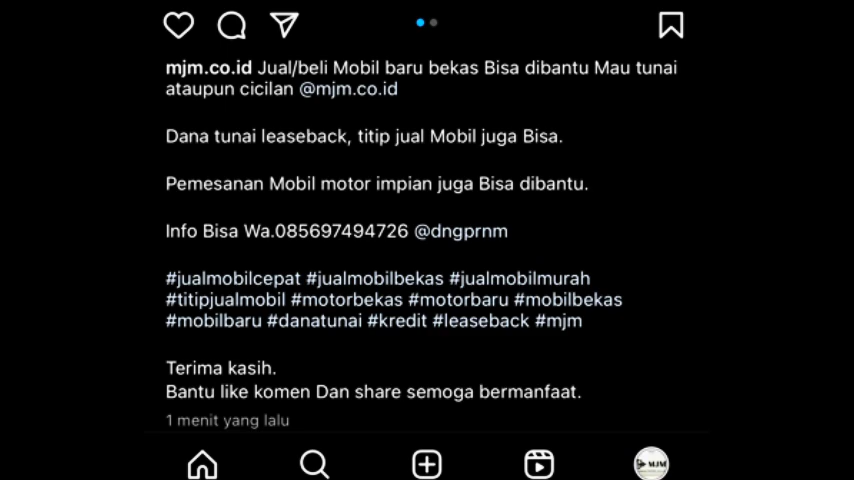 mjm.co.id Jual/beli Mobil baru bekas Bisa dibantu Mau tunai
ataupun cicilan @mjm.co.id
Dana tunai leaseback, titip jual Mobil juga Bisa.
Pemesanan Mobil motor impian juga Bisa dibantu.
Info Bisa Wa.085697494726 @dngprnm
#jualmobilcepat #jualmobilbekas #jualmobilmurah
#titipjualmobil #motorbekas #motorbaru #mobilbekas
#mobilbaru #danatunai #kredit #leaseback #mjm
Terima kasih.
Bantu like komen Dan share semoga bermanfaat.
1 menit yang lalu
MJM